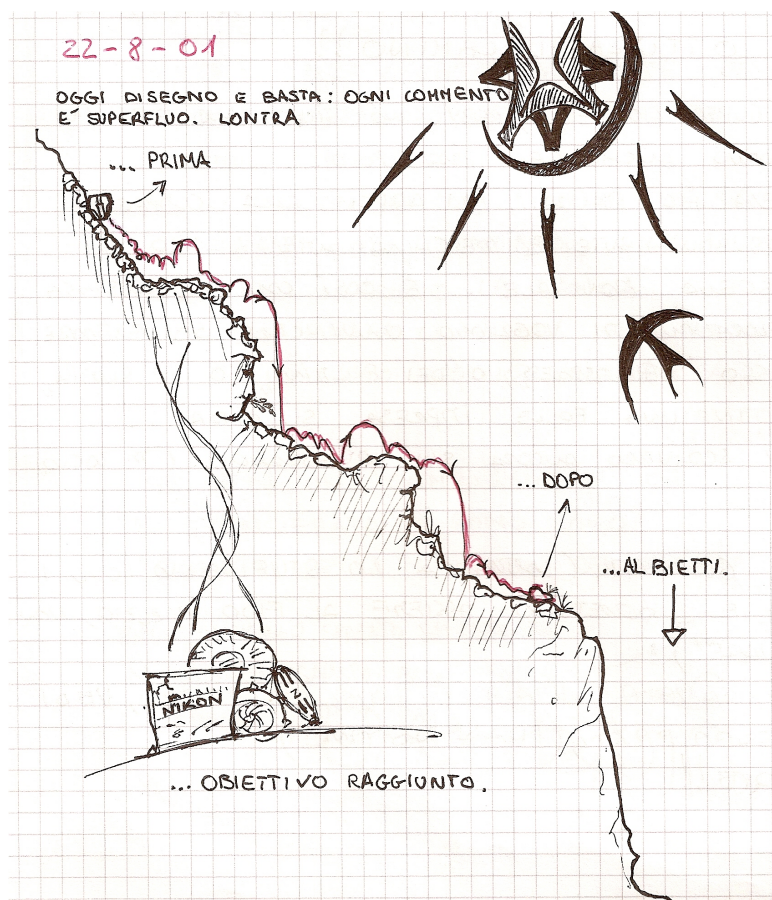 22-8-01
OGGI DISEGNO E BASTA: OGNI COMMENTO
E' SUPERFLUO. LONTRA
... PRIMA
...DOPO
...AL BIETTI.
NIKON
... OBIETTIVO RAGGIUNTO.